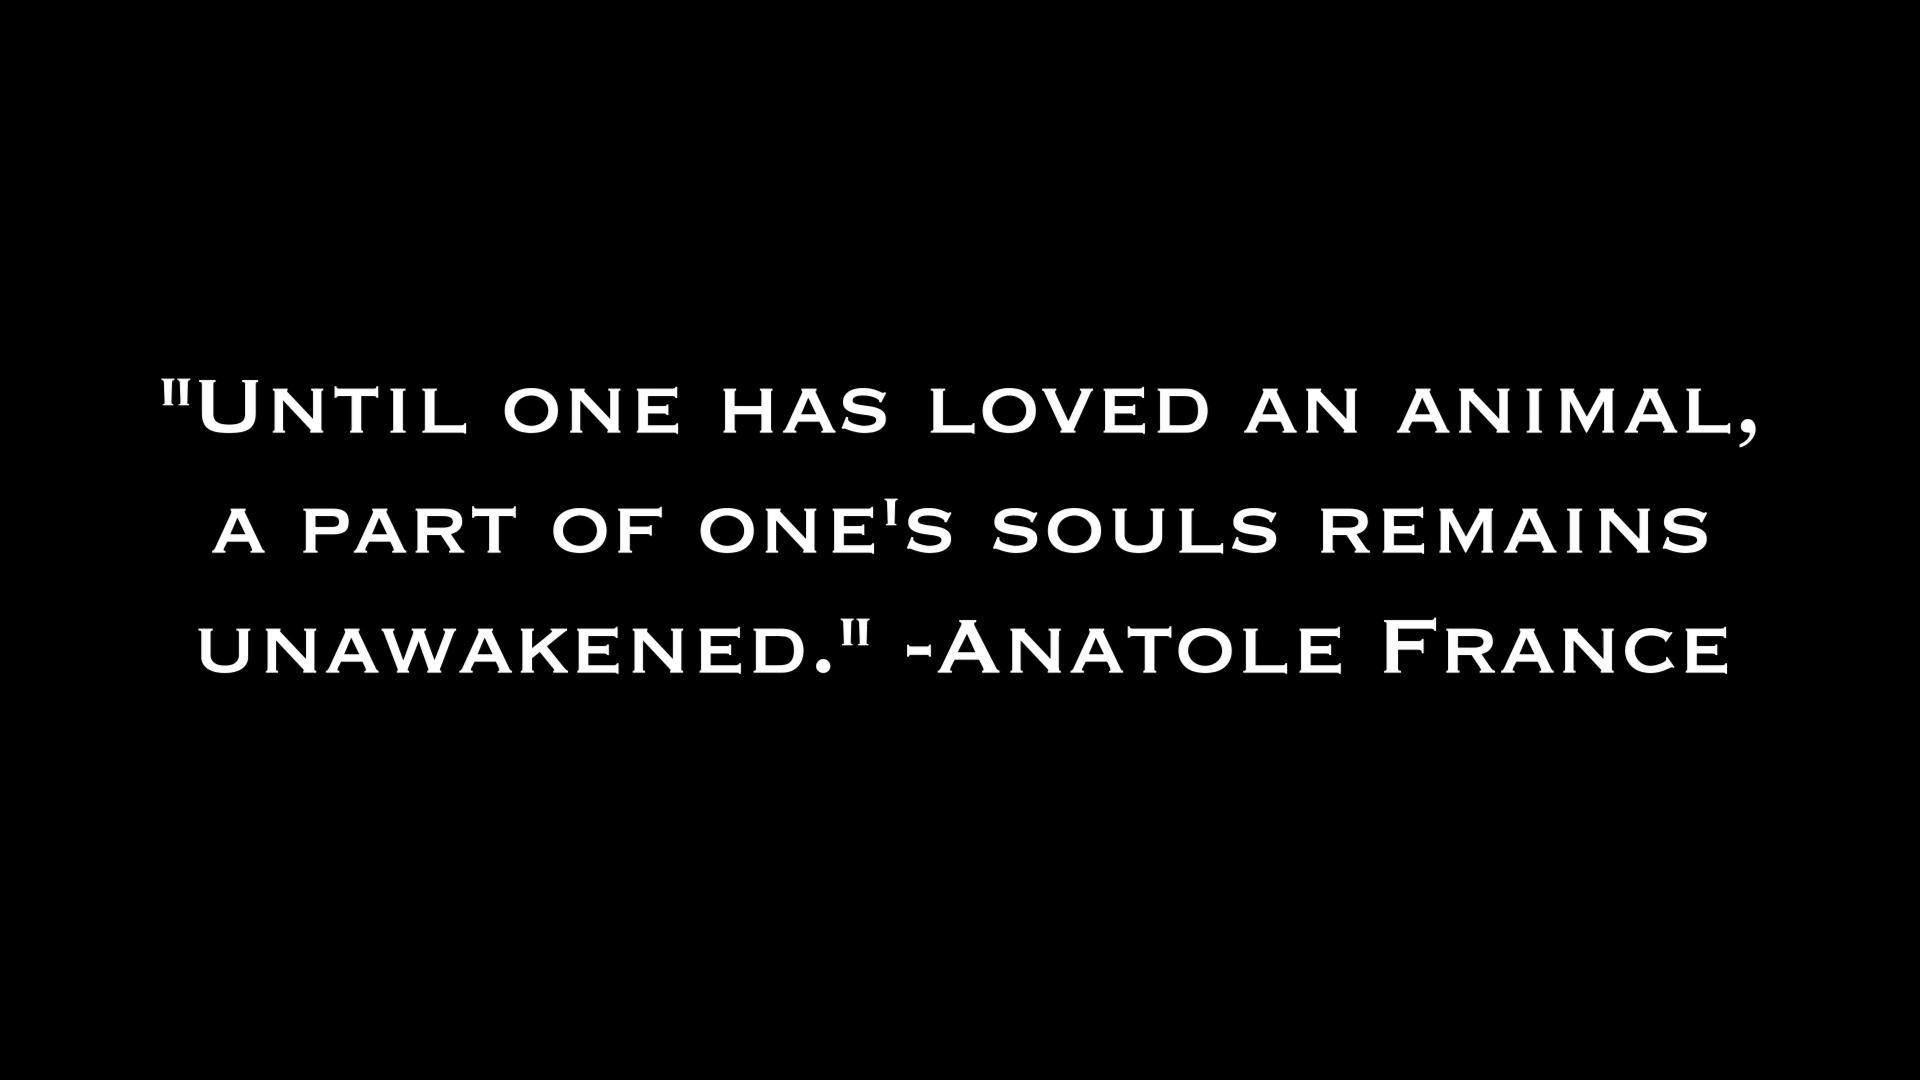 "Until one has loved an animal,
a part of one's souls remains
unawakened." -Anatole France